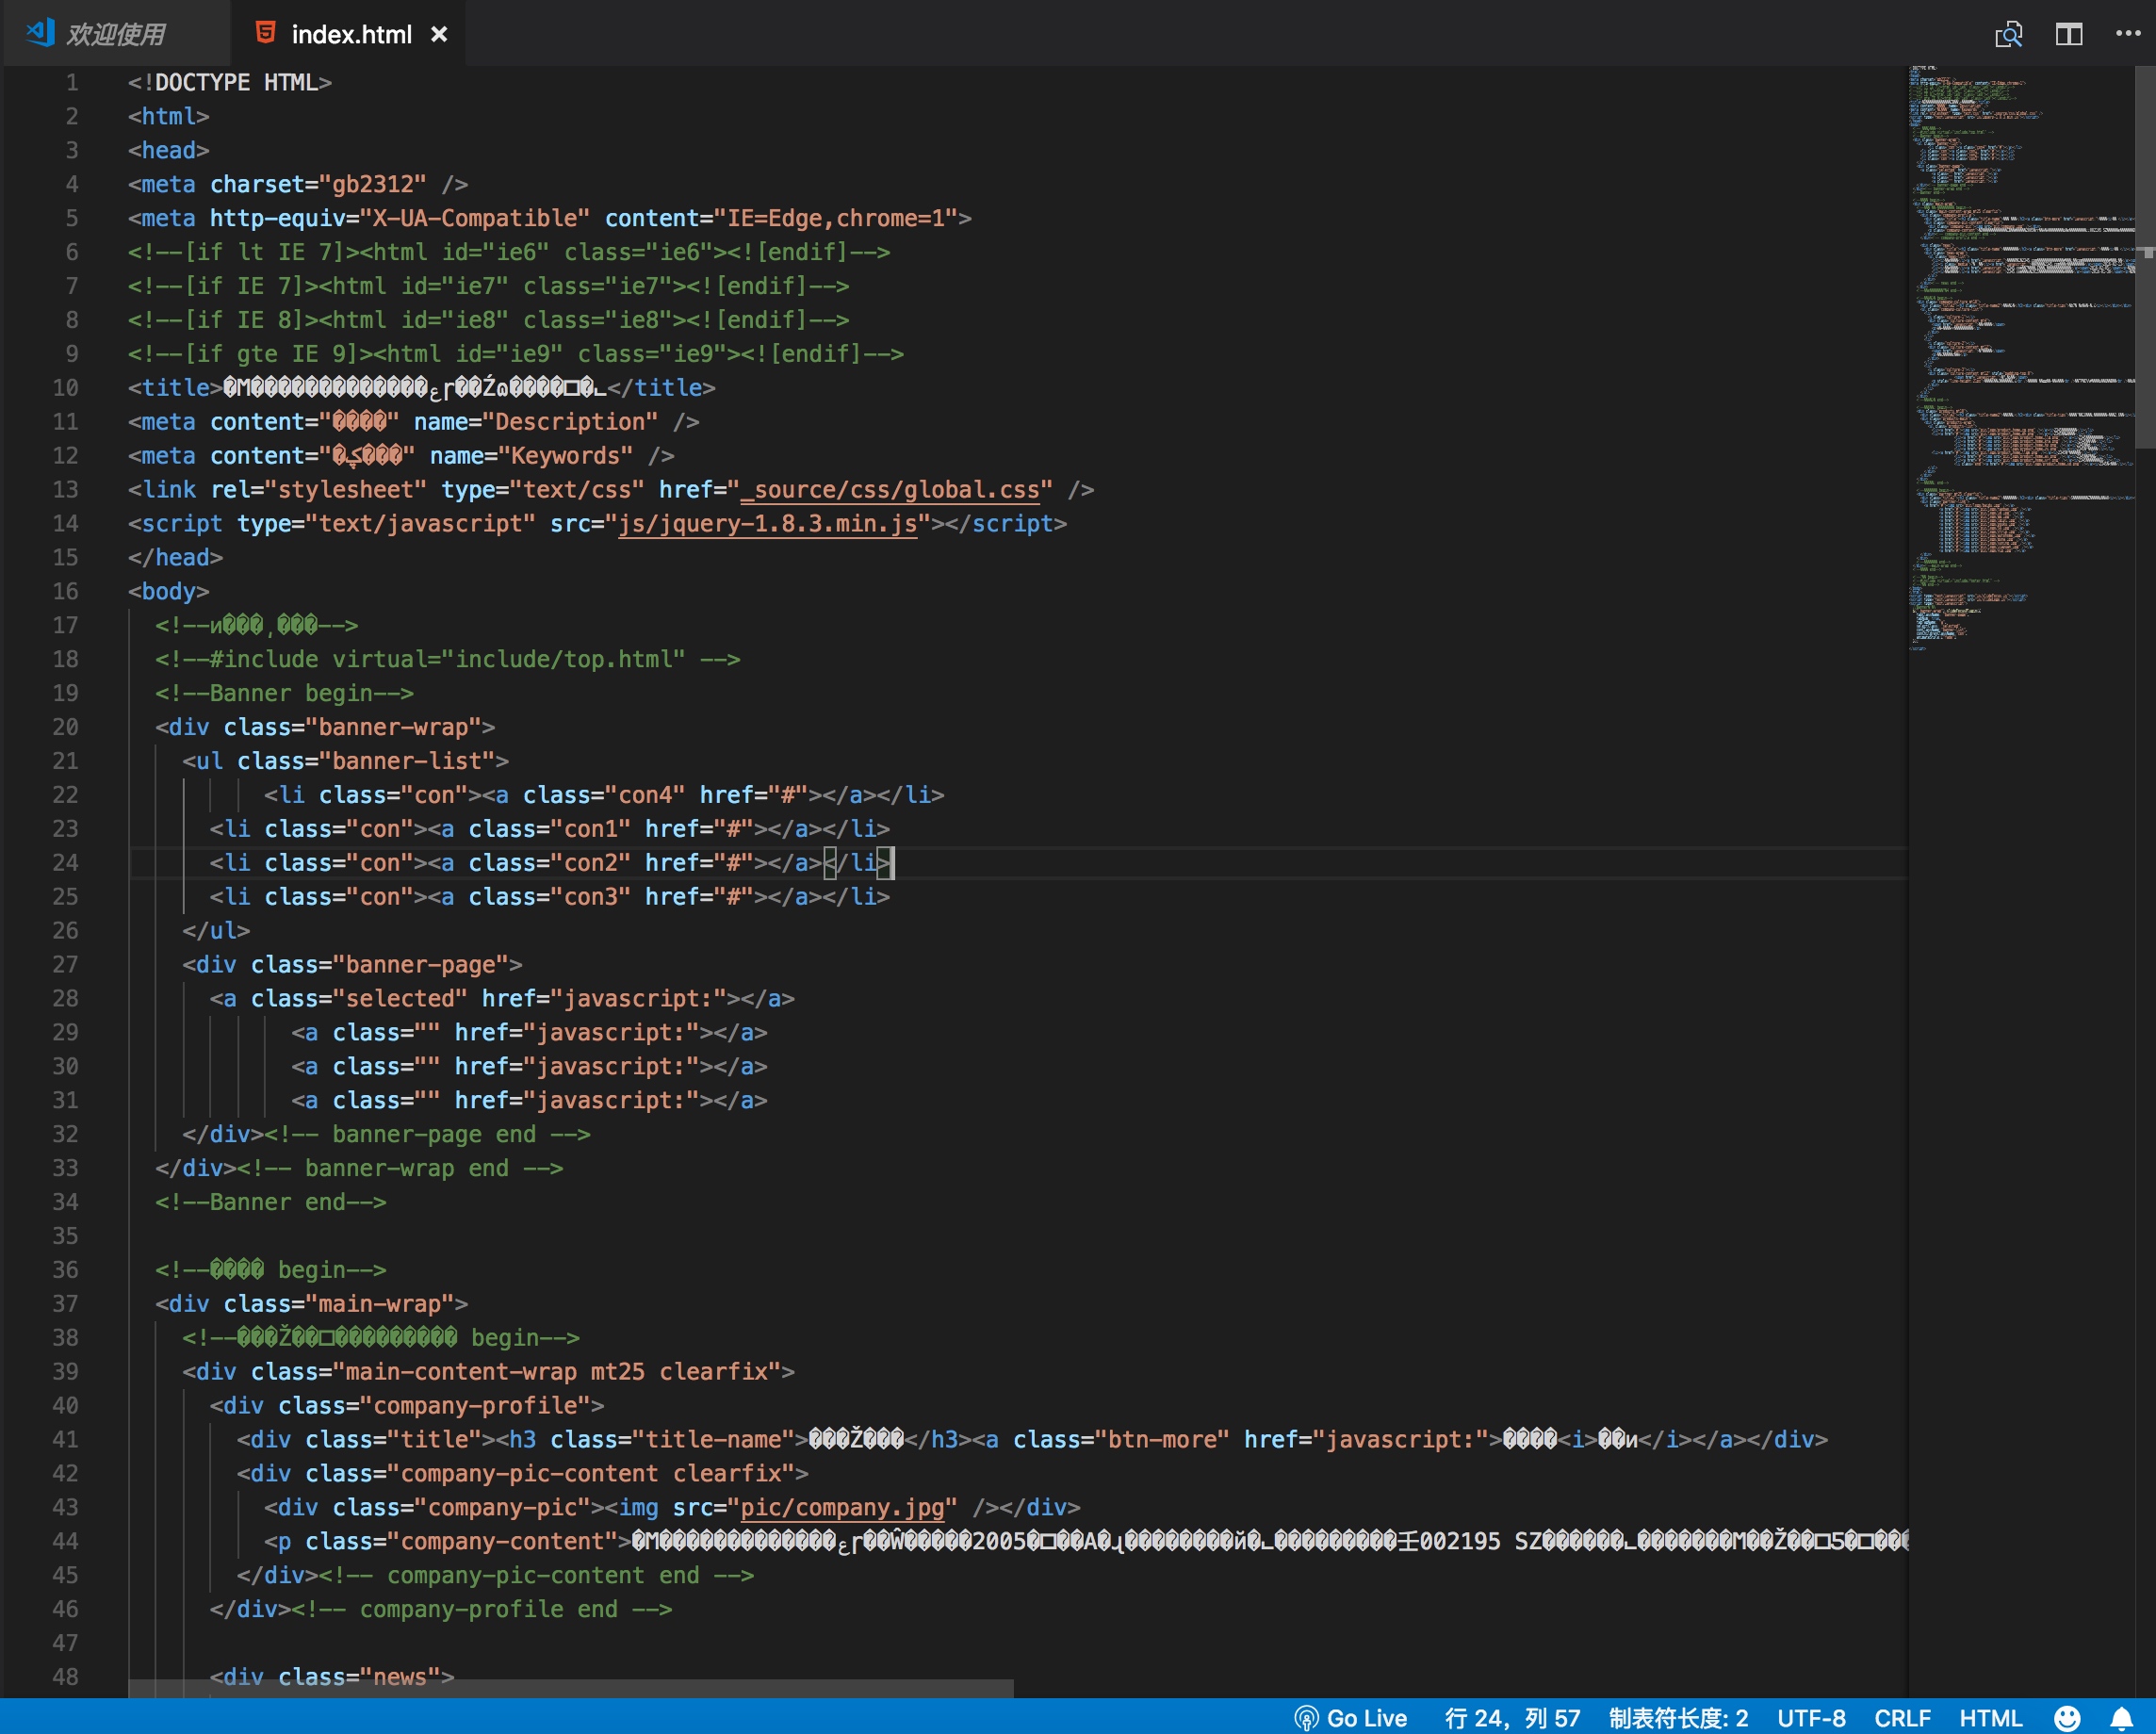 欢迎使用
index.html
1 <!DOCTYPE HTML>
2 <html>
3 <head>
4 <meta charset="gb2312" />
5 <meta http-equiv="X-UA-Compatible" content="IE=Edge,chrome=1">
6 <!--[if lt IE 7]><html id="ie6" class="ie6"><![endif]-->
7 <!--[if IE 7]><html id="ie7" class="ie7"><![endif]-->
8 <!--[if IE 8]><html id="ie8" class="ie8"><![endif]-->
9 <!--[if gte IE 9]><html id="ie9" class="ie9"><![endif]-->
10 <title></title>
11 <meta content="����" name="Description" />
12 <meta content="" name="Keywords" />
13 <link rel="stylesheet" type="text/css" href="_source/css/global.css" />
14 <script type="text/javascript" src="js/jquery-1.8.3.min.js"></script>
15 </head>
16 <body>
17 <!---->
18 <!--#include virtual="include/top.html" -->
19 <!--Banner begin-->
20 <div class="banner-wrap">
21 <ul class="banner-list">
22 <li class="con"><a class="con4" href="#"></a></li>
23 <li class="con"><a class="con1" href="#"></a></li>
24 <li class="con"><a class="con2" href="#"></a></li>
25 <li class="con"><a class="con3" href="#"></a></li>
26 </ul>
27 <div class="banner-page">
28 <a class="selected" href="javascript:"></a>
29 <a class="" href="javascript:"></a>
30 <a class="" href="javascript:"></a>
31 <a class="" href="javascript:"></a>
32 </div><!-- banner-page end -->
33 </div><!-- banner-wrap end -->
34 <!--Banner end-->
35
36 <!--���� begin-->
37 <div class="main-wrap">
38 <!-- begin-->
39 <div class="main-content-wrap mt25 clearfix">
40 <div class="company-profile">
41 <div class="title"><h3 class="title-name">���Ž���</h3><a class="btn-more" href="javascript:">����<i>��и</i></a></div>
42 <div class="company-pic-content clearfix">
43 <div class="company-pic"><img src="pic/company.jpg" /></div>
44 <p class="company-content">
45 </div><!-- company-pic-content end -->
46 </div><!-- company-profile end -->
47
48 <div class="news">
Go Live 行 24，列 57 制表符长度: 2 UTF-8 CRLF HTML